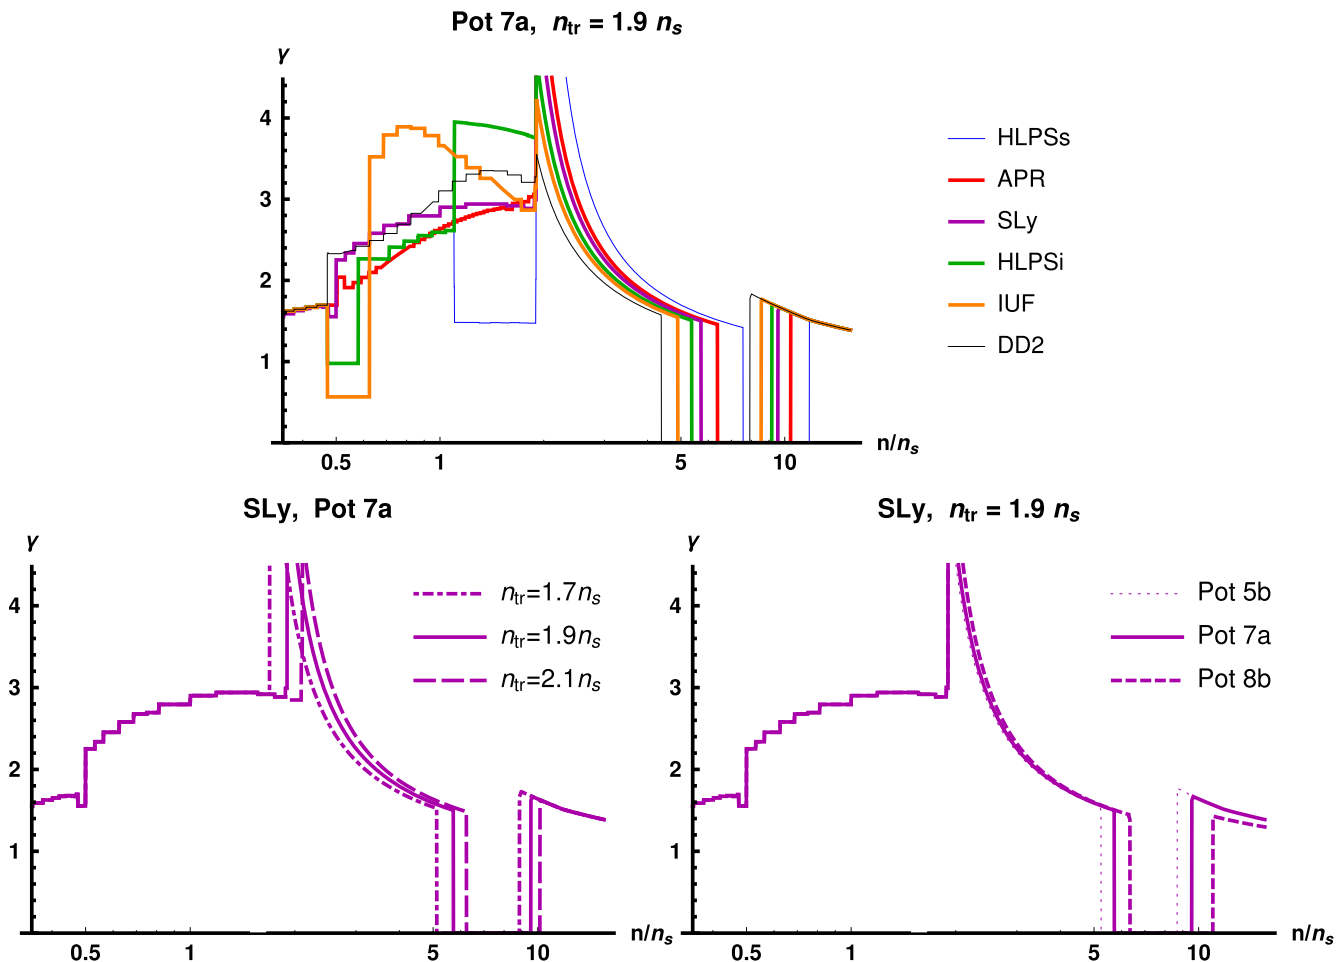 Pot 7a, n_tr = 1.9 n_s
γ
4
3
2
1
0.5 1 5 10
n/n_s
HLPSs
APR
SLy
HLPSi
IUF
DD2
SLy, Pot 7a
γ
4
3
2
1
0.5 1 5 10
n/n_s
n_tr=1.7n_s
n_tr=1.9n_s
n_tr=2.1n_s
SLy, n_tr = 1.9 n_s
γ
4
3
2
1
0.5 1 5 10
n/n_s
Pot 5b
Pot 7a
Pot 8b